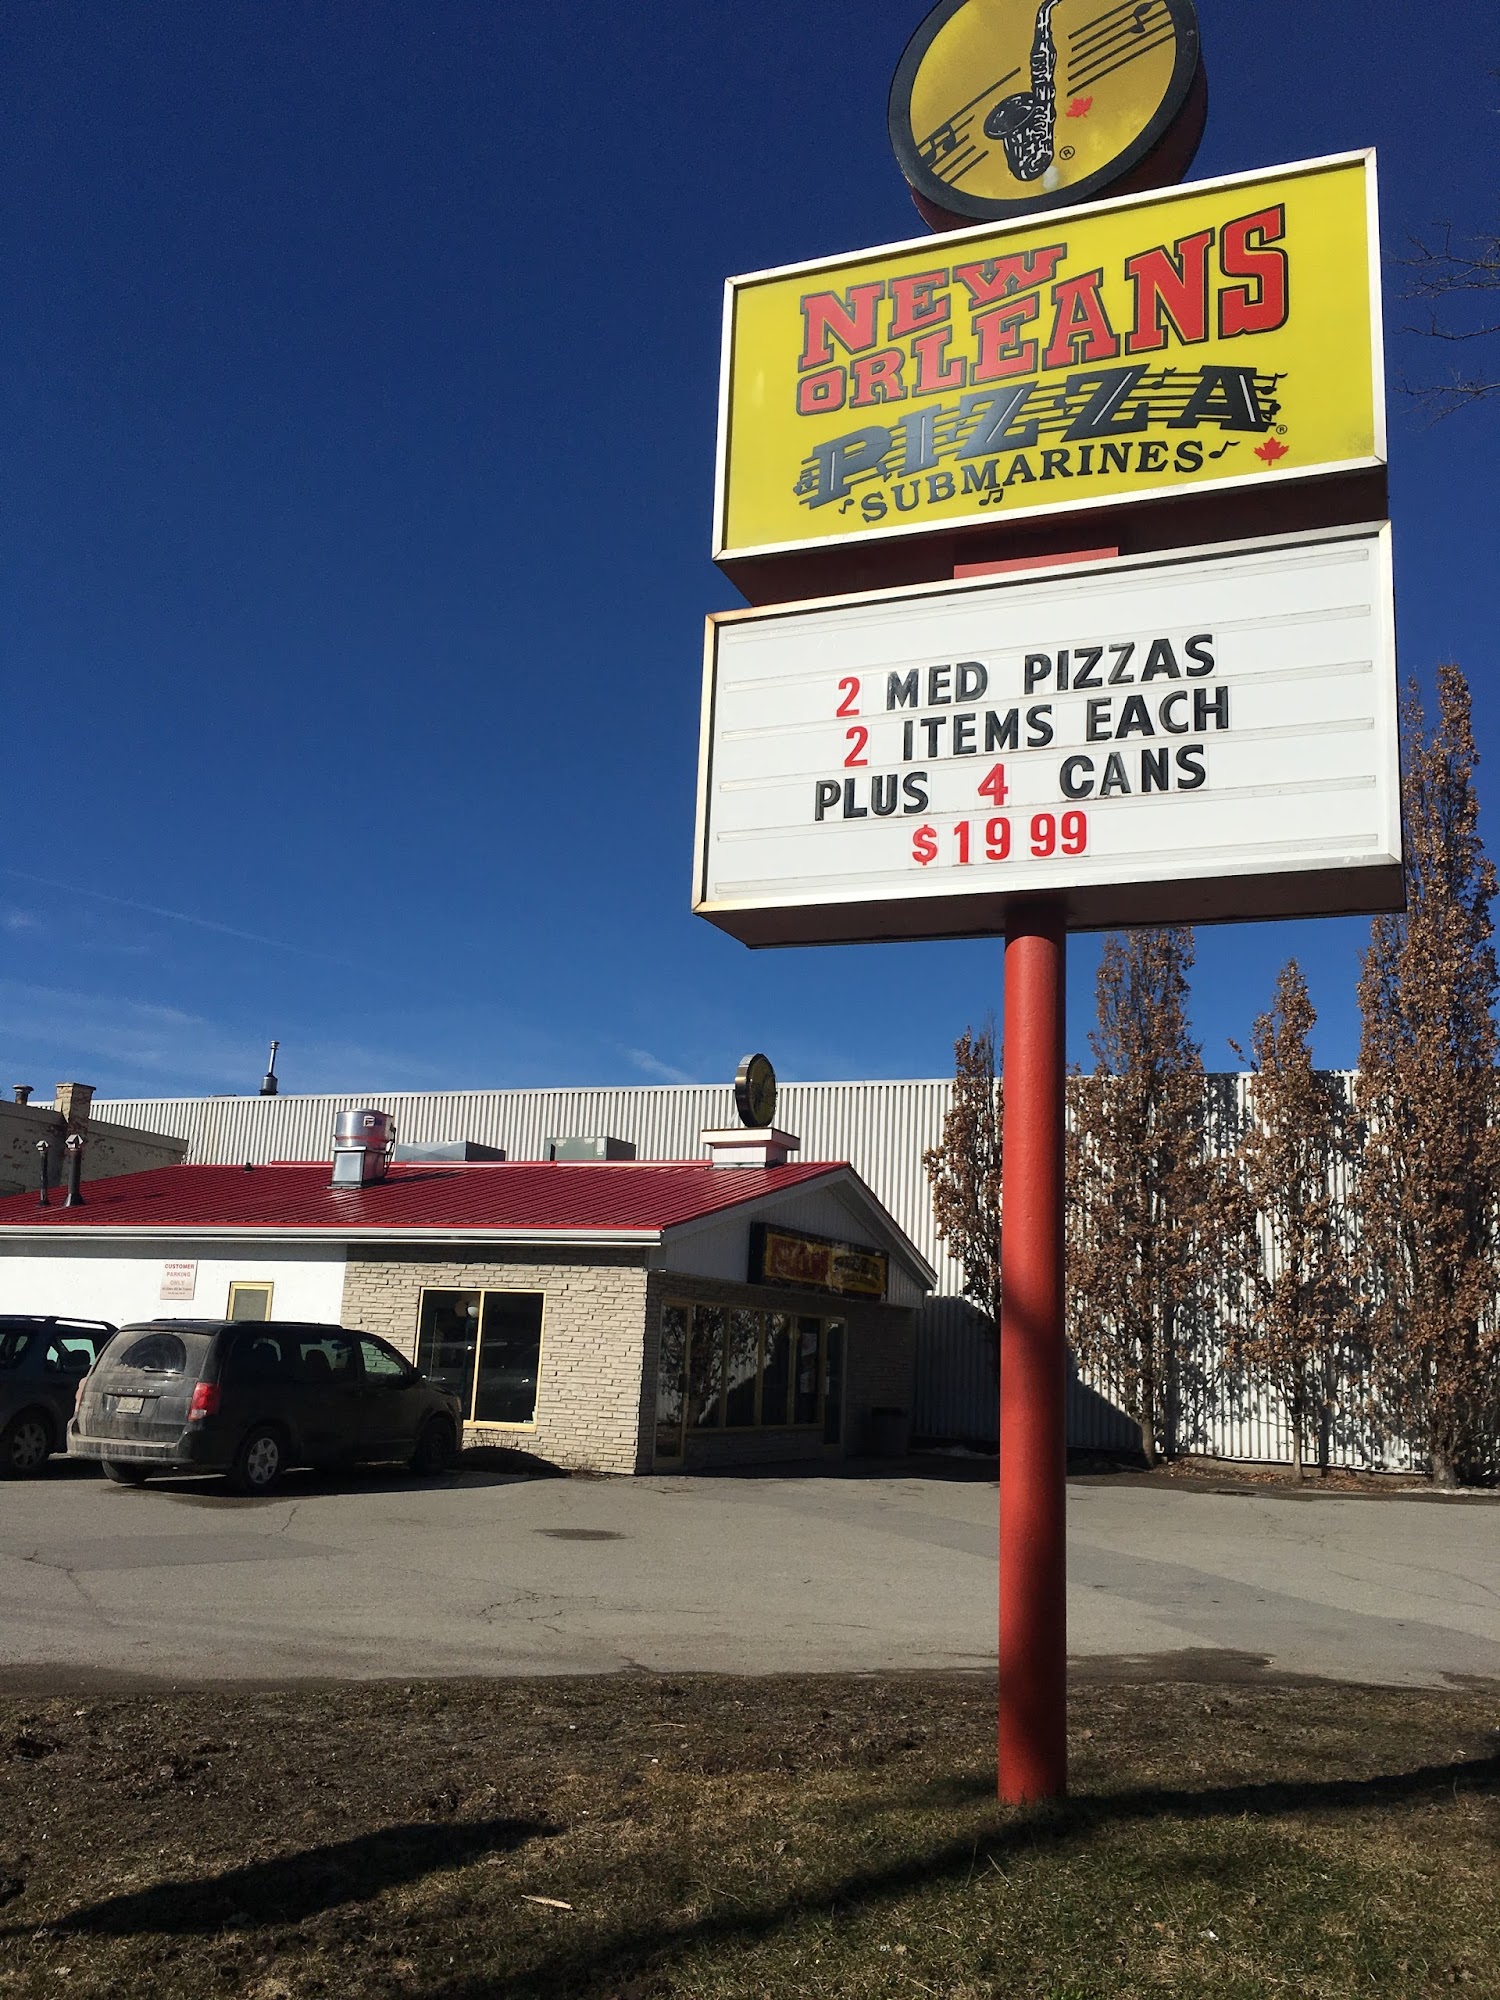 ®
NEW
ORLEANS
PIZZA®
SUBMARINES
2 MED PIZZAS
2 ITEMS EACH
PLUS 4 CANS
$19 99
CUSTOMER
PARKING
ONLY